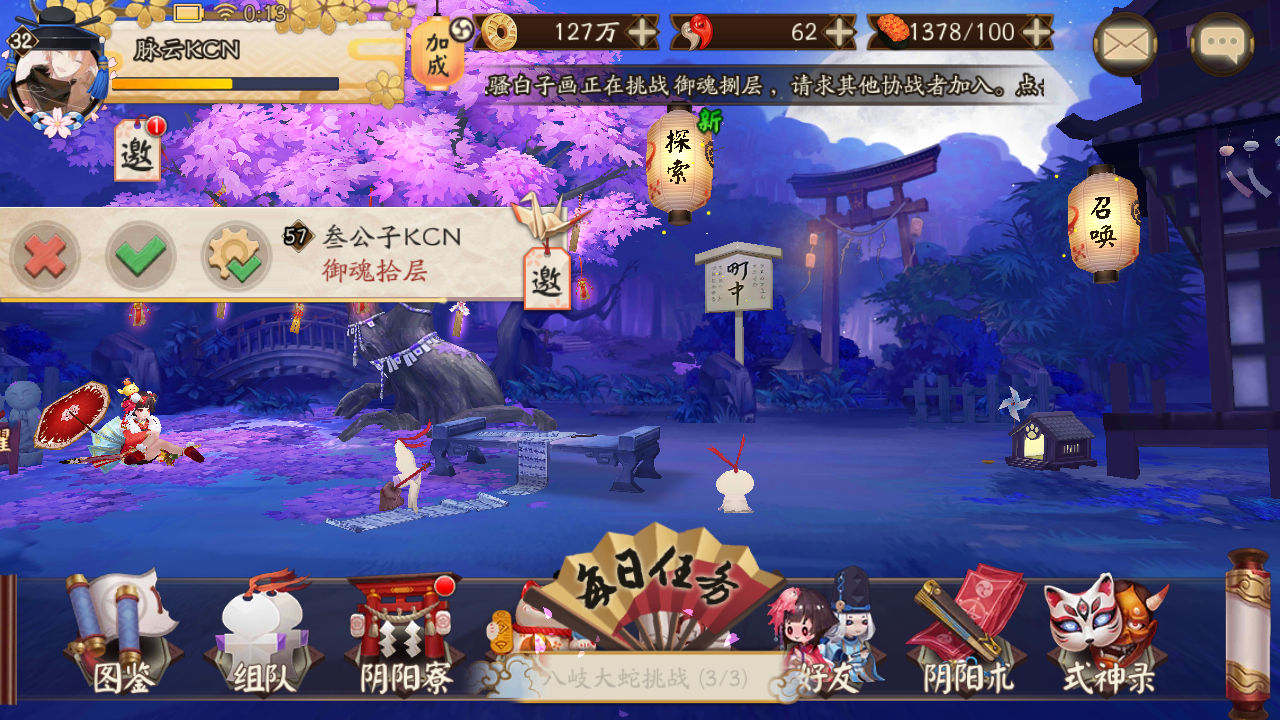 0:13
32
脉云KCN
加成
127万
62
1378/100
骚白子画正在挑战 御魂捌层 ，请求其他协战者加入。点
邀
1
探索
新
召唤
57
叁公子KCN
御魂拾层
邀
町中
每日任务
图鉴
组队
阴阳寮
八岐大蛇挑战 (3/3)
好友
阴阳术
式神录